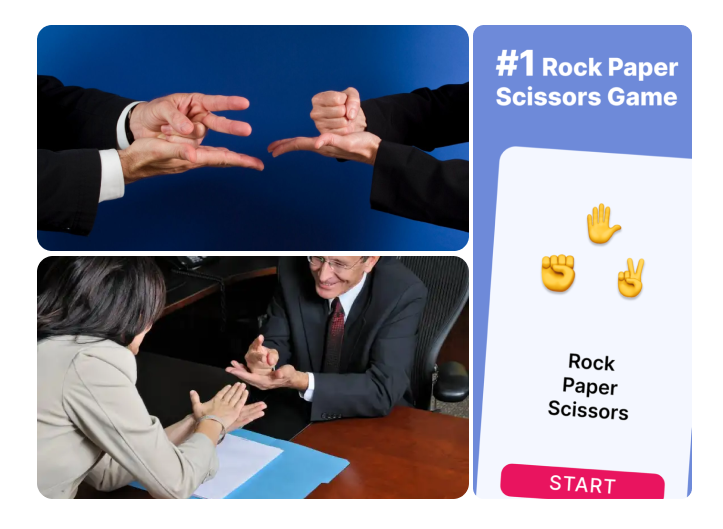 #1 Rock Paper
Scissors Game
Rock
Paper
Scissors
START